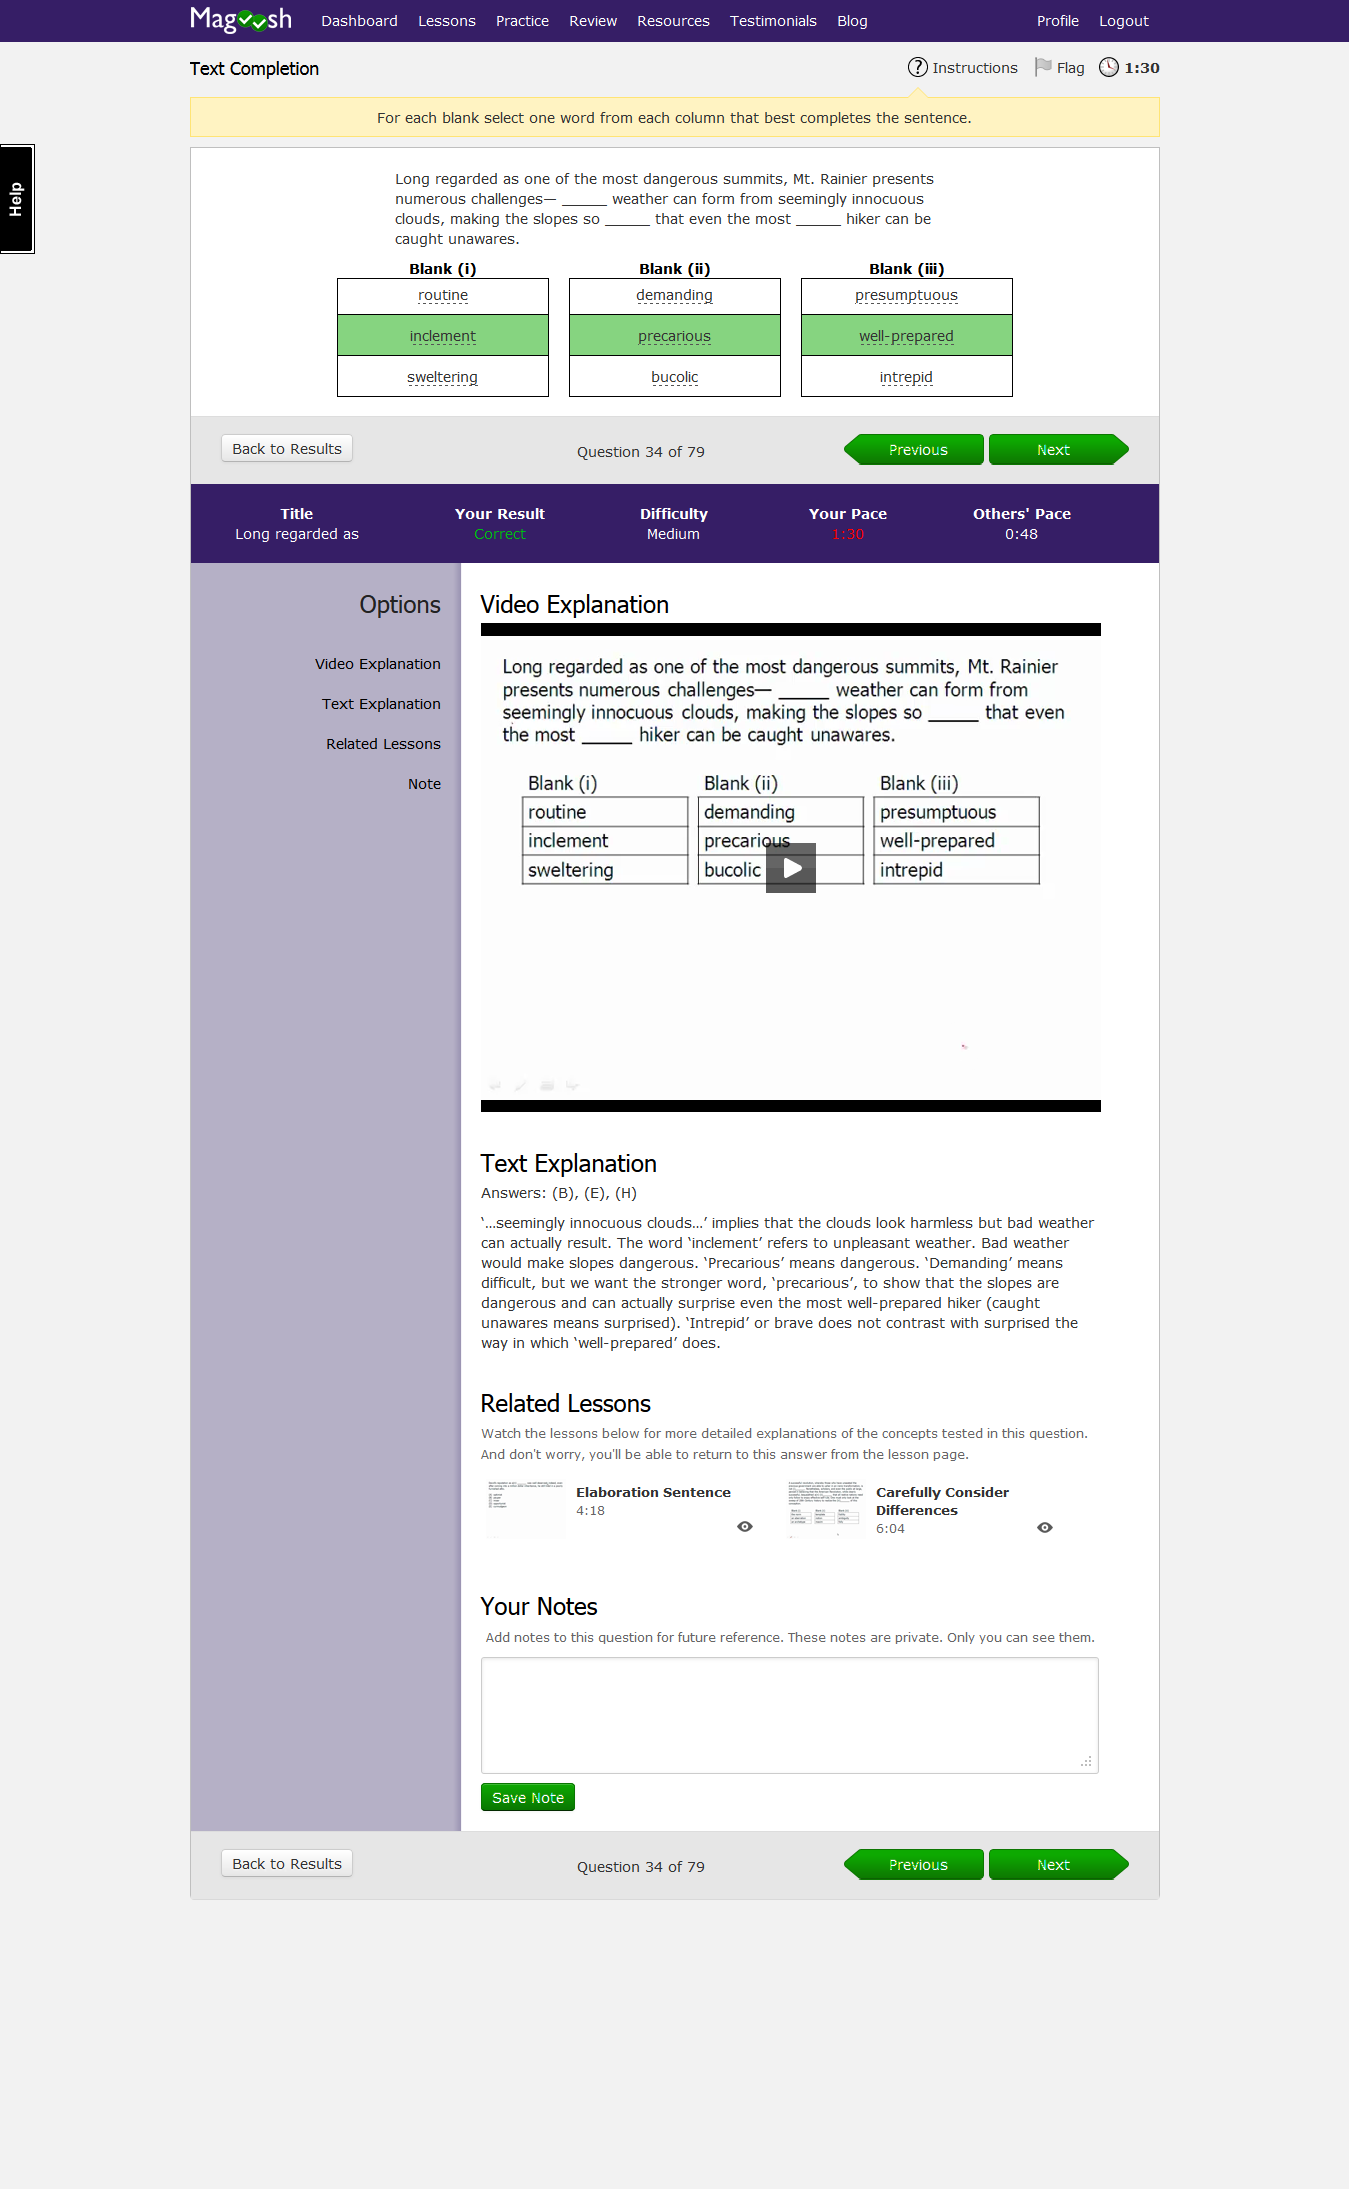 Magoosh Dashboard Lessons Practice Review Resources Testimonials Blog Profile Logout
Text Completion
? Instructions Flag 1:30
For each blank select one word from each column that best completes the sentence.
Help
Long regarded as one of the most dangerous summits, Mt. Rainier presents
numerous challenges— _____ weather can form from seemingly innocuous
clouds, making the slopes so _____ that even the most _____ hiker can be
caught unawares.
Blank (i) Blank (ii) Blank (iii)
routine demanding presumptuous
inclement precarious well-prepared
sweltering bucolic intrepid
Back to Results Question 34 of 79 Previous Next
Title Your Result Difficulty Your Pace Others' Pace
Long regarded as Correct Medium 1:30 0:48
Options
Video Explanation
Text Explanation
Related Lessons
Note
Video Explanation
Long regarded as one of the most dangerous summits, Mt. Rainier
presents numerous challenges— _____ weather can form from
seemingly innocuous clouds, making the slopes so _____ that even
the most _____ hiker can be caught unawares.
Blank (i) Blank (ii) Blank (iii)
routine demanding presumptuous
inclement precarious well-prepared
sweltering bucolic intrepid
Text Explanation
Answers: (B), (E), (H)
‘…seemingly innocuous clouds…’ implies that the clouds look harmless but bad weather
can actually result. The word ‘inclement’ refers to unpleasant weather. Bad weather
would make slopes dangerous. ‘Precarious’ means dangerous. ‘Demanding’ means
difficult, but we want the stronger word, ‘precarious’, to show that the slopes are
dangerous and can actually surprise even the most well-prepared hiker (caught
unawares means surprised). ‘Intrepid’ or brave does not contrast with surprised the
way in which ‘well-prepared’ does.
Related Lessons
Watch the lessons below for more detailed explanations of the concepts tested in this question.
And don't worry, you'll be able to return to this answer from the lesson page.
Elaboration Sentence
4:18
Carefully Consider
Differences
6:04
Your Notes
Add notes to this question for future reference. These notes are private. Only you can see them.
Save Note
Back to Results Question 34 of 79 Previous Next